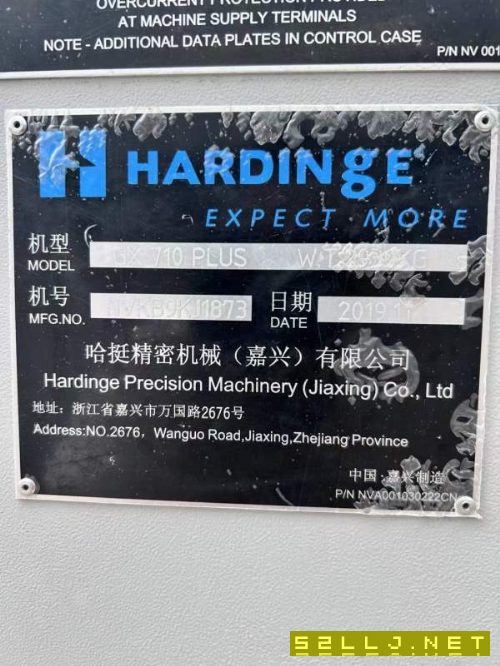 AT MACHINE SUPPLY TERMINALS
NOTE - ADDITIONAL DATA PLATES IN CONTROL CASE
P/N NV 001
HARDINGE
EXPECT MORE
机型
MODEL
710 PLUS
机号
MFG.NO.
日期
DATE
2019.11
哈挺精密机械（嘉兴）有限公司
Hardinge Precision Machinery (Jiaxing) Co., Ltd
地址: 浙江省嘉兴市万国路2676号
Address:NO.2676, Wanguo Road,Jiaxing,Zhejiang Province
中国·嘉兴制造
P/N NVA001030222CN
52LLJ.NET